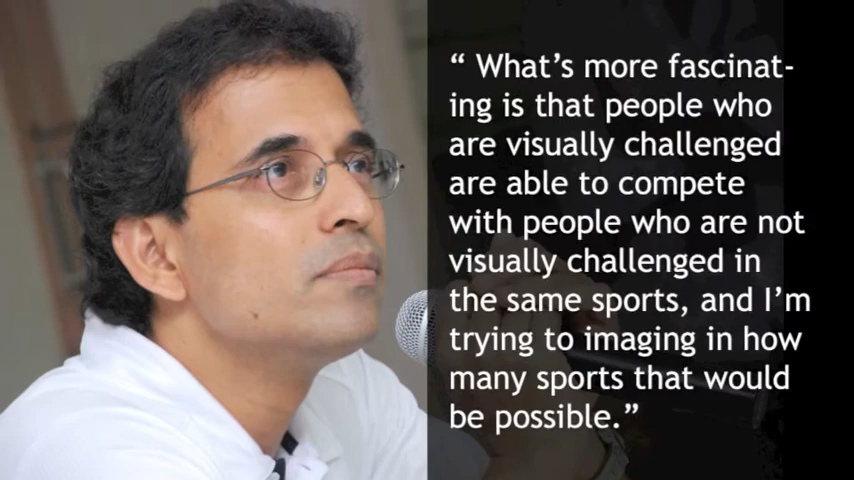 “ What’s more fascinat-
ing is that people who
are visually challenged
are able to compete
with people who are not
visually challenged in
the same sports, and I’m
trying to imaging in how
many sports that would
be possible.”